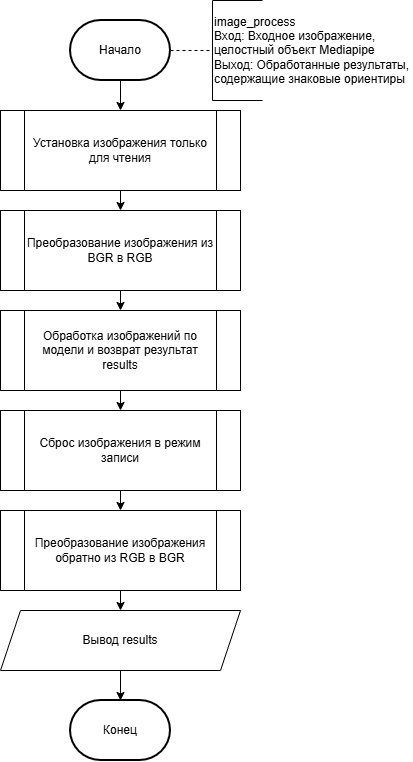 Начало
image_process
Вход: Входное изображение,
целостный объект Mediapipe
Выход: Обработанные результаты,
содержащие знаковые ориентиры
Установка изображения только
для чтения
Преобразование изображения из
BGR в RGB
Обработка изображений по
модели и возврат результат
results
Сброс изображения в режим
записи
Преобразование изображения
обратно из RGB в BGR
Вывод results
Конец